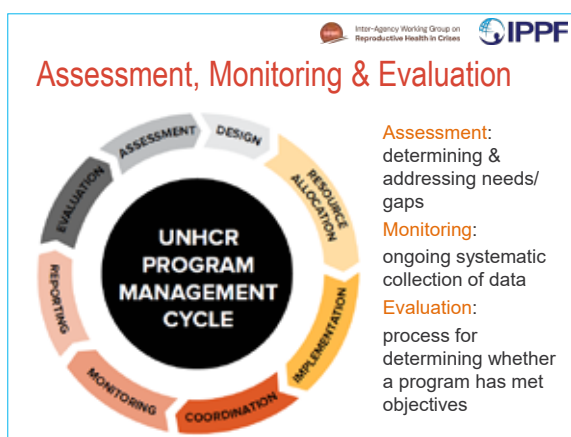 Inter-Agency Working Group on
Reproductive Health in Crises
IPPF
Assessment, Monitoring & Evaluation
ASSESSMENT
DESIGN
RESOURCE
ALLOCATION
IMPLEMENTATION
COORDINATION
MONITORING
REPORTING
EVALUATION
UNHCR
PROGRAM
MANAGEMENT
CYCLE
Assessment:
determining &
addressing needs/
gaps
Monitoring:
ongoing systematic
collection of data
Evaluation:
process for
determining whether
a program has met
objectives